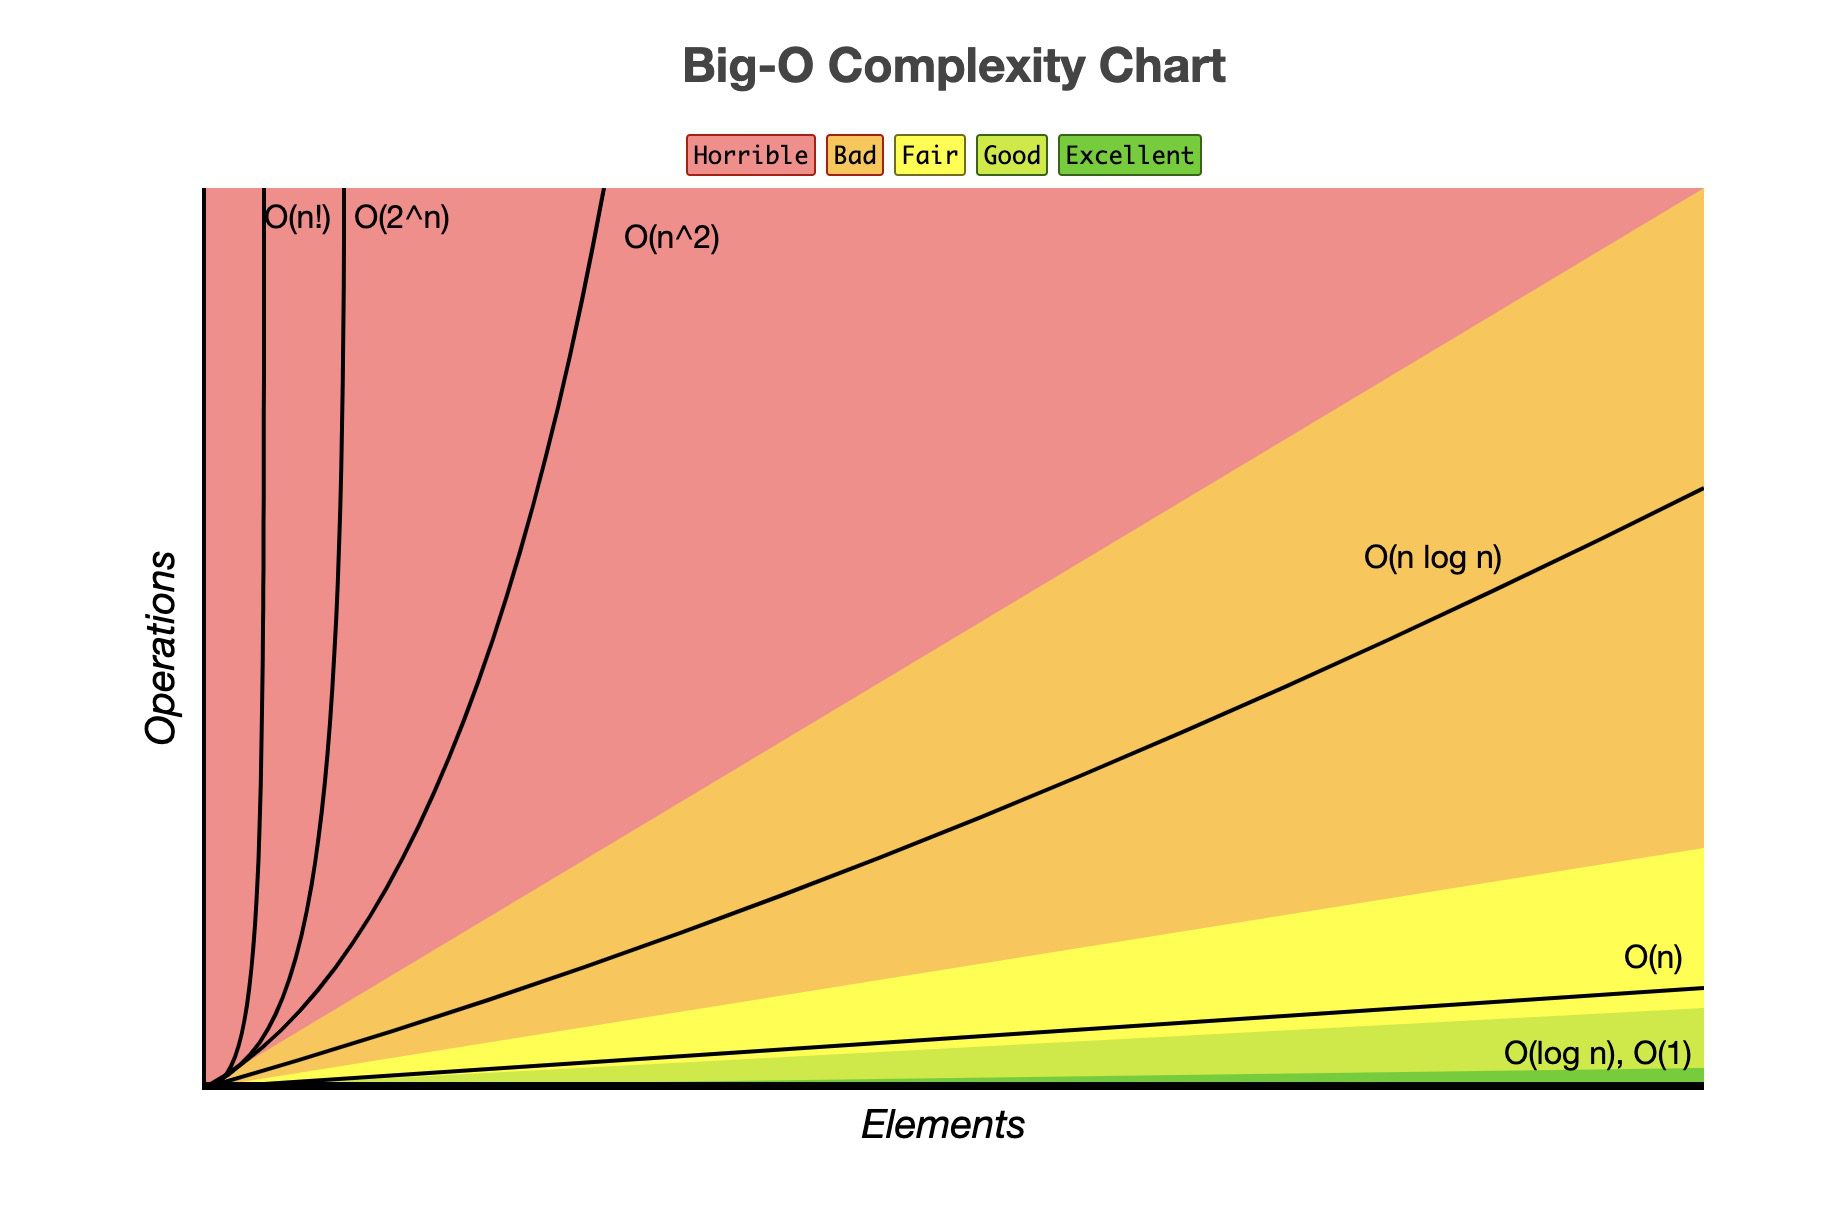 Big-O Complexity Chart
Horrible Bad Fair Good Excellent
O(n!) O(2^n)
O(n^2)
O(n log n)
Operations
O(n)
O(log n), O(1)
Elements